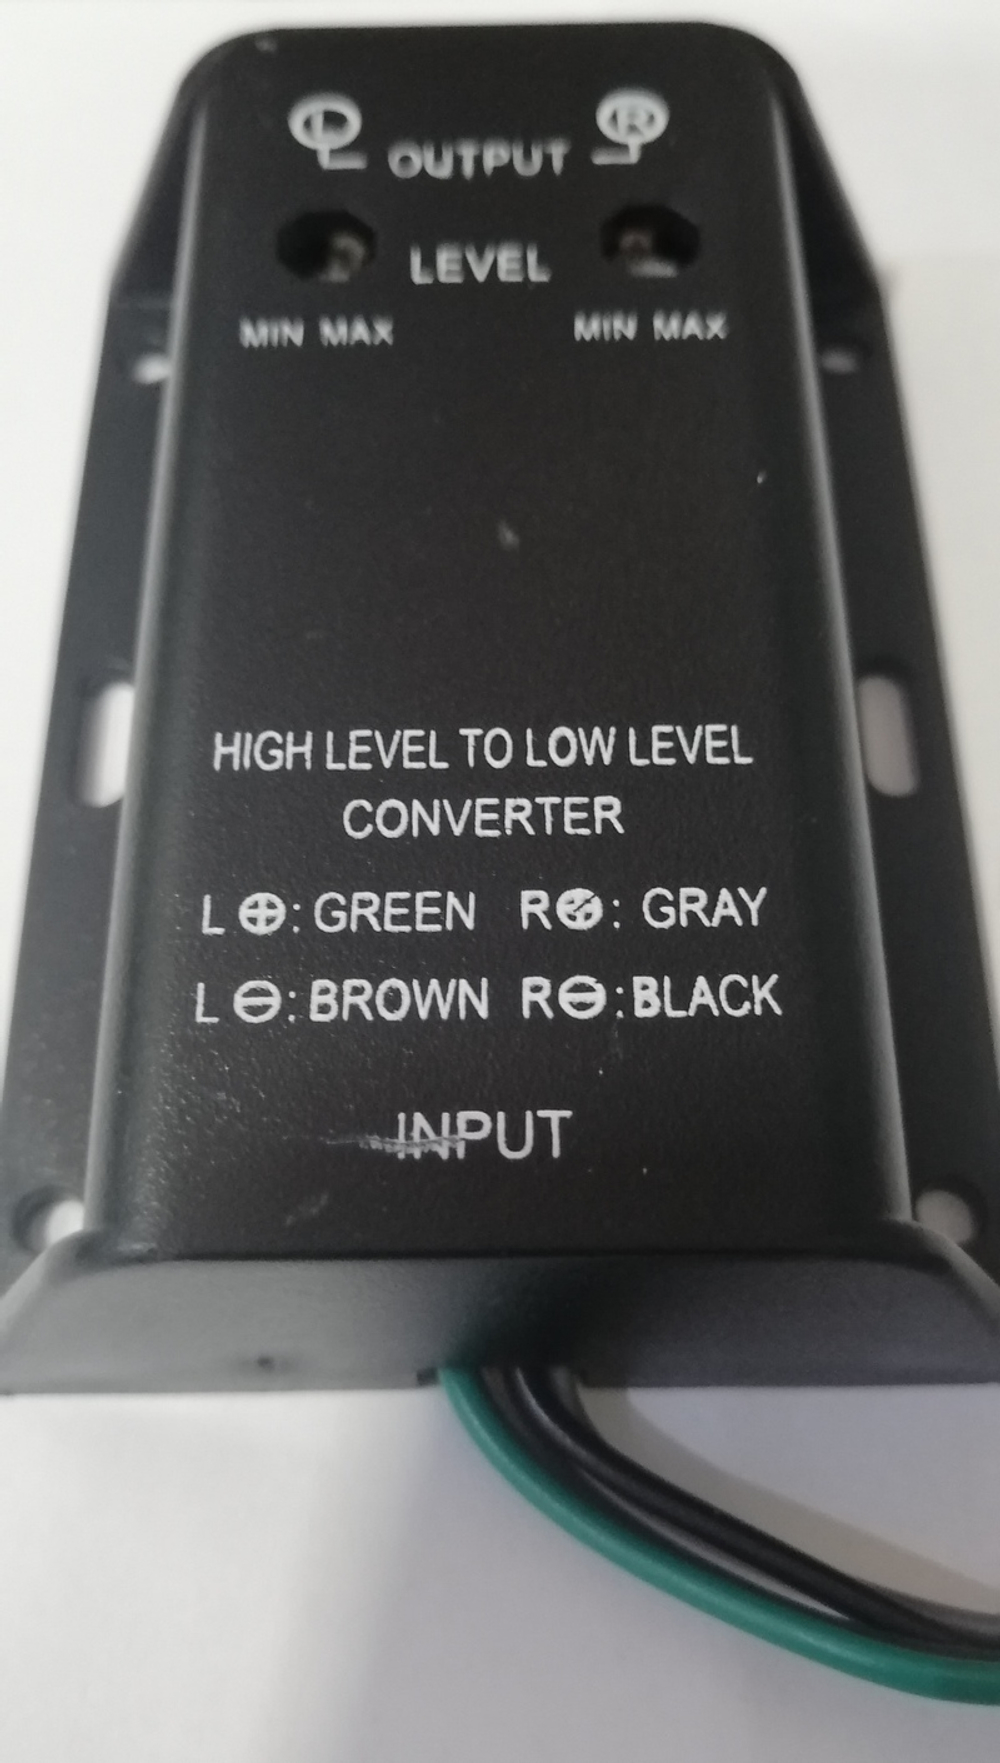 L OUTPUT R
LEVEL
MIN MAX MIN MAX
HIGH LEVEL TO LOW LEVEL
CONVERTER
L ⊕: GREEN R⊕: GRAY
L ⊖: BROWN R⊖: BLACK
INPUT